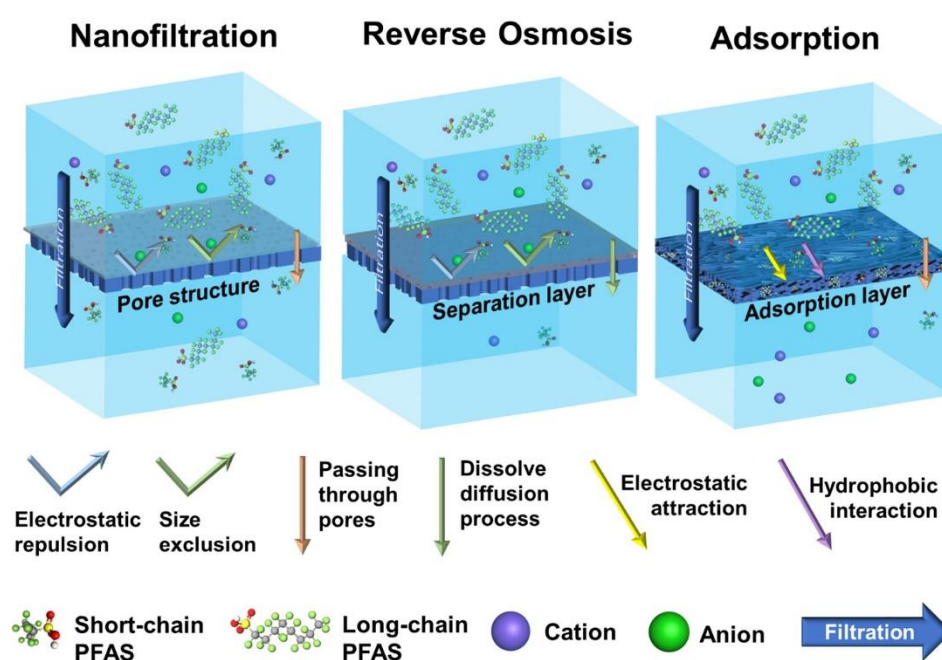 Nanofiltration
Reverse Osmosis
Adsorption
Filtration
Pore structure
Filtration
Separation layer
Filtration
Adsorption layer
Electrostatic
repulsion
Size
exclusion
Passing
through
pores
Dissolve
diffusion
process
Electrostatic
attraction
Hydrophobic
interaction
Short-chain
PFAS
Long-chain
PFAS
Cation
Anion
Filtration